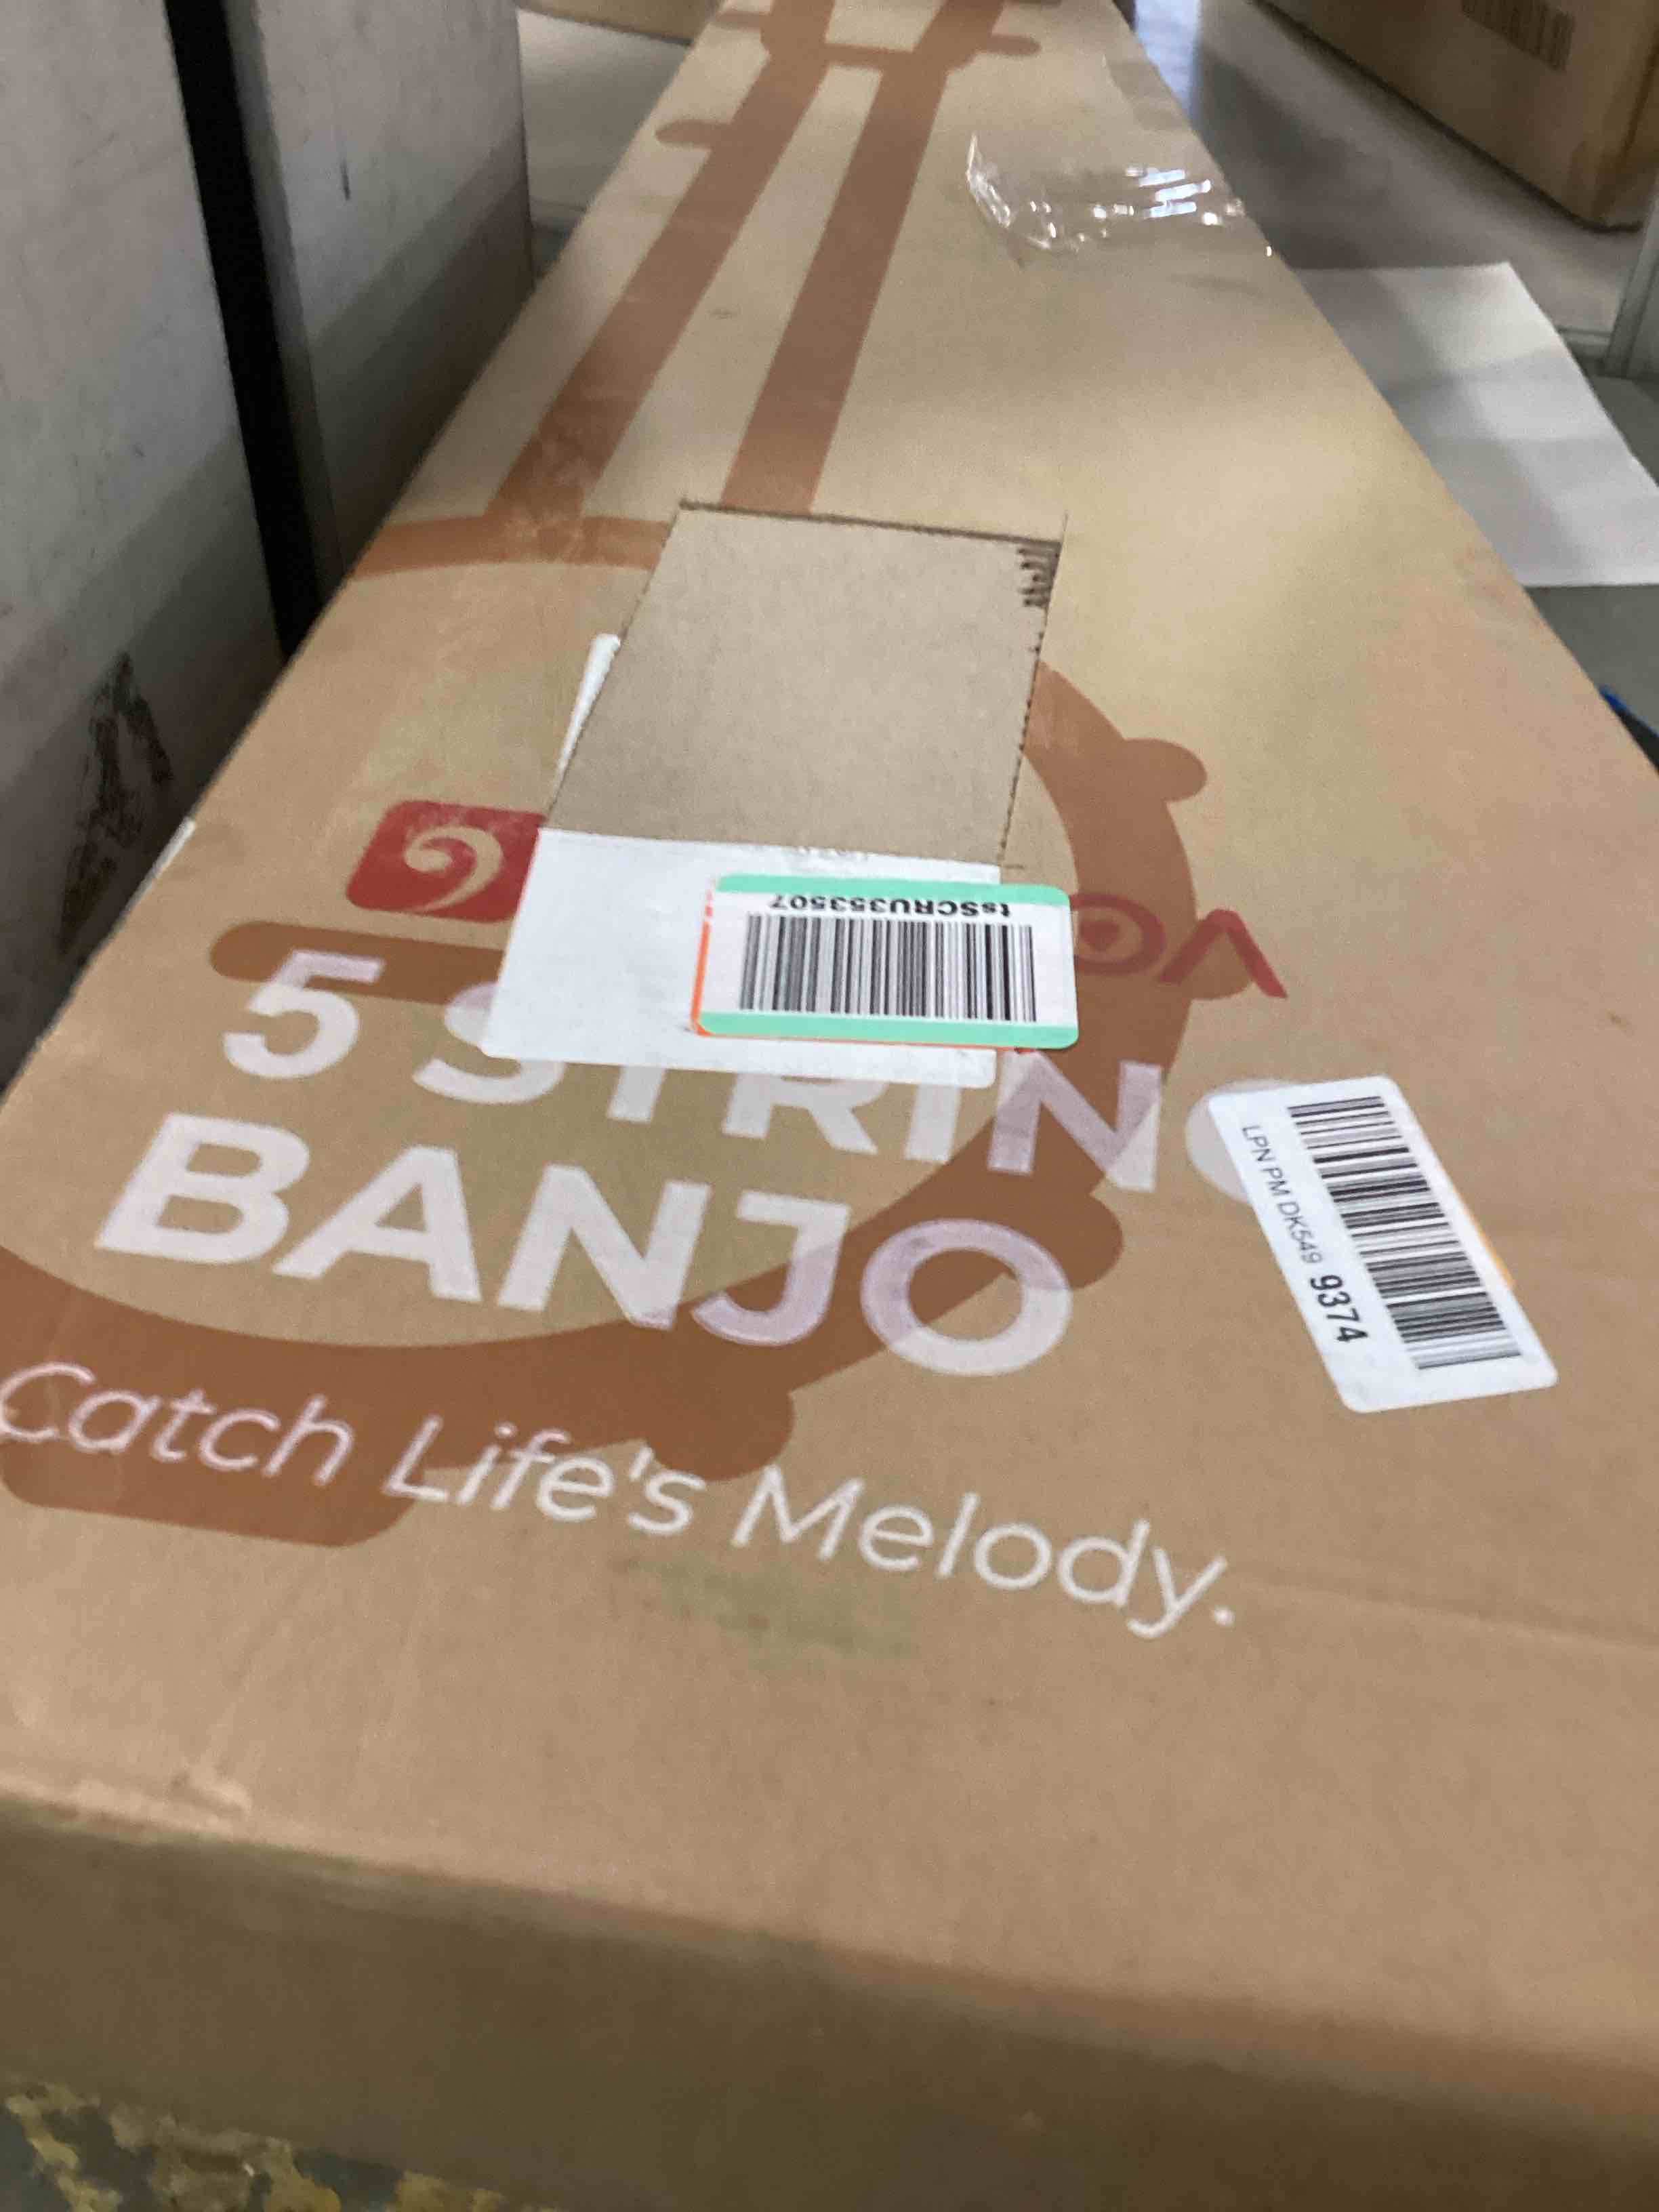 tsSCRU353507
5 STRING
BANJO
LPN PM DK549 9374
Catch Life's Melody.